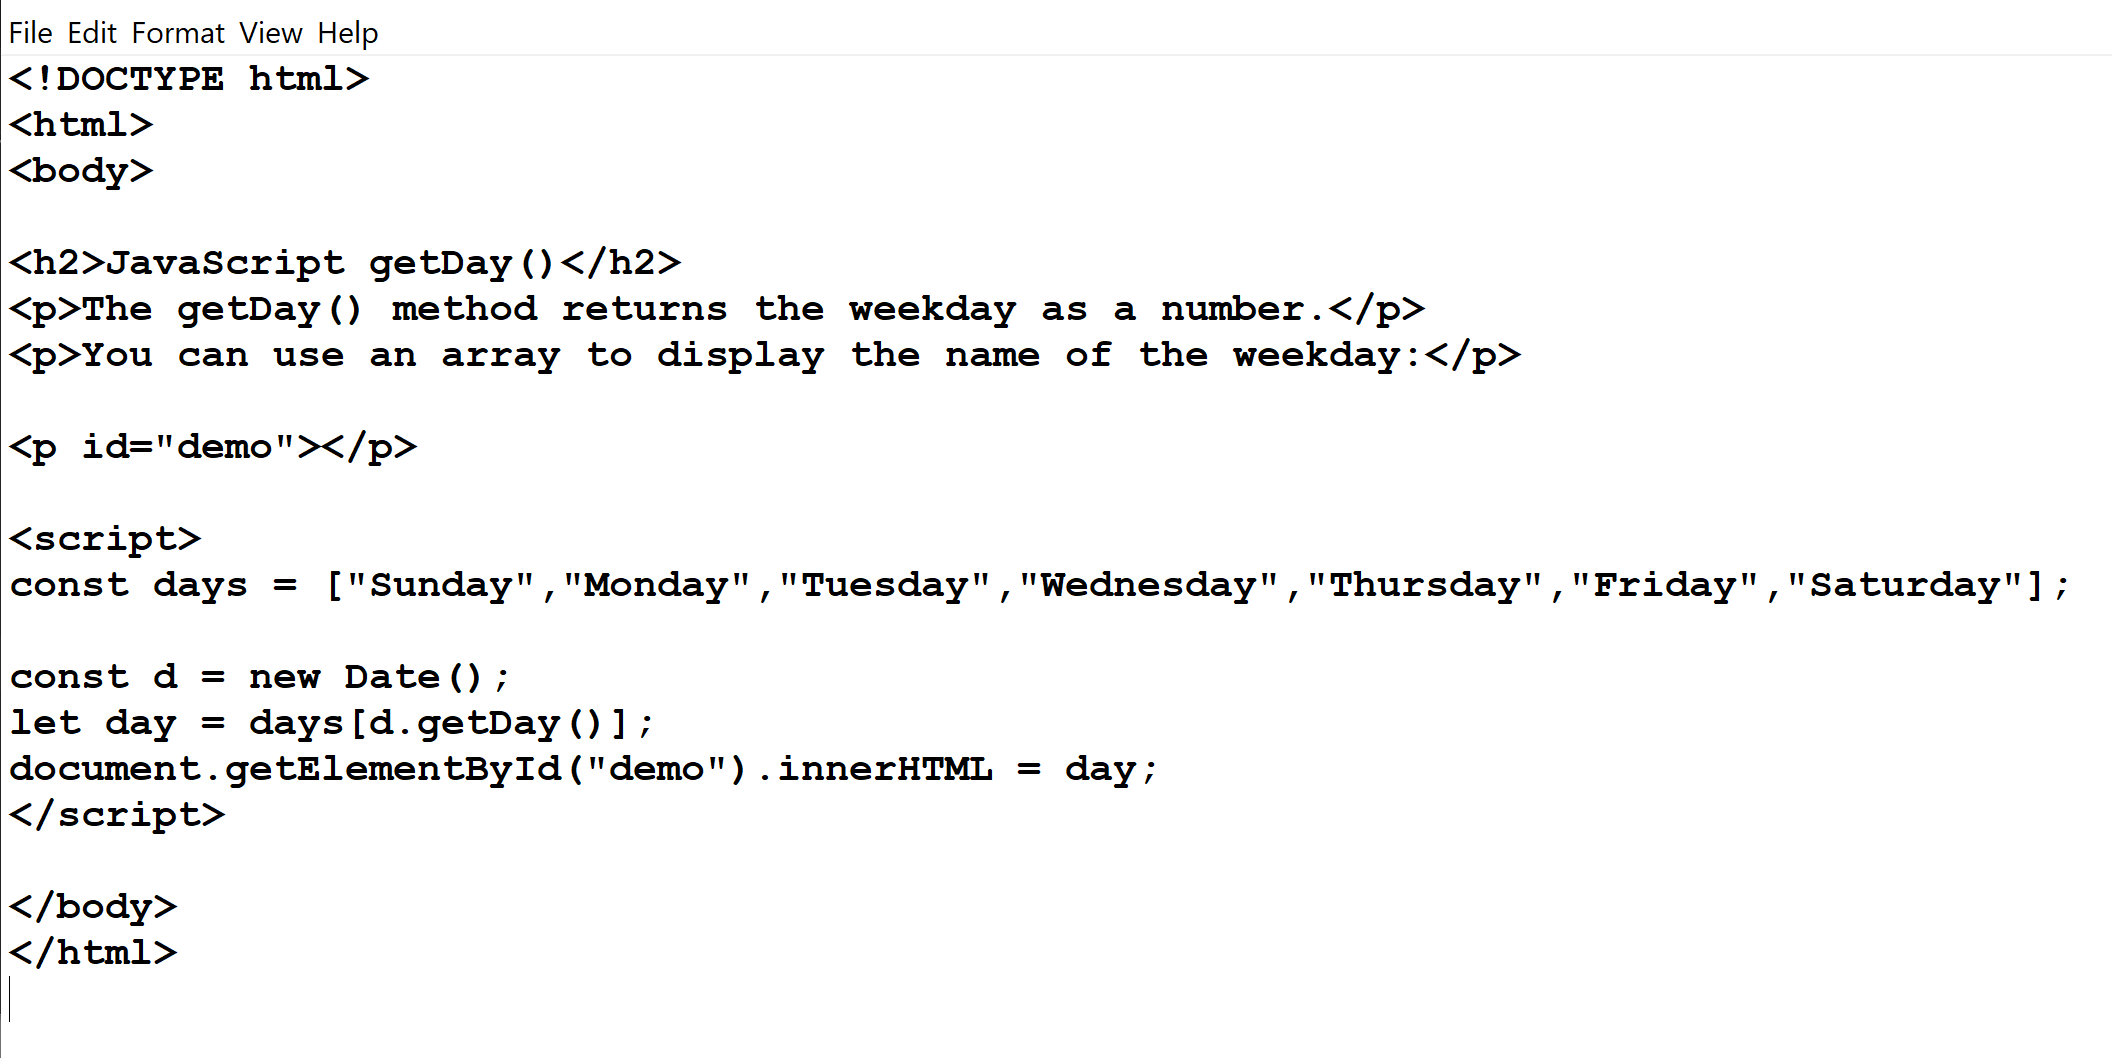 File Edit Format View Help
<!DOCTYPE html>
<html>
<body>
<h2>JavaScript getDay()</h2>
<p>The getDay() method returns the weekday as a number.</p>
<p>You can use an array to display the name of the weekday:</p>
<p id="demo"></p>
<script>
const days = ["Sunday","Monday","Tuesday","Wednesday","Thursday","Friday","Saturday"];
const d = new Date();
let day = days[d.getDay()];
document.getElementById("demo").innerHTML = day;
</script>
</body>
</html>